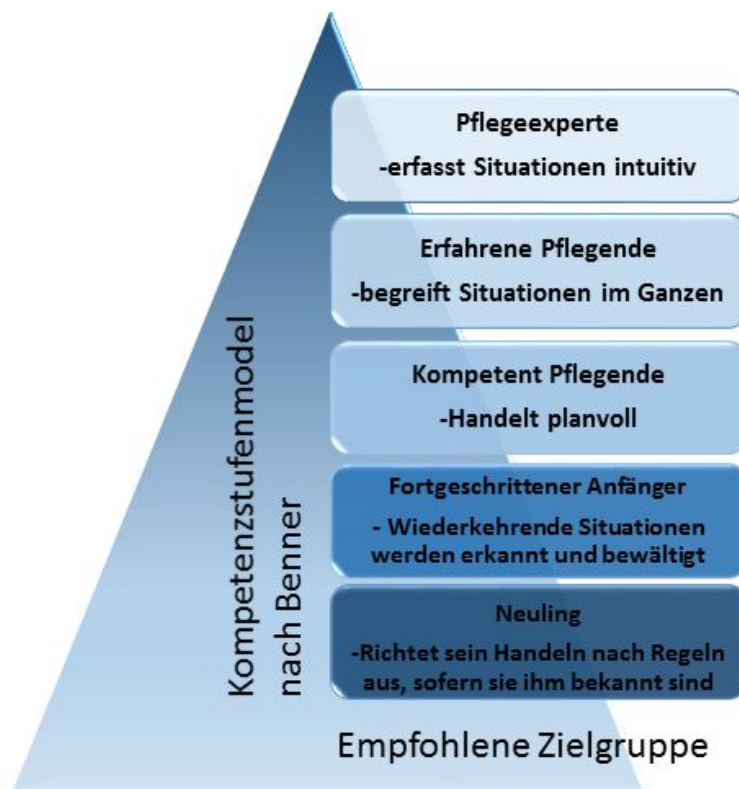 Pflegeexperte
-erfasst Situationen intuitiv
Erfahrene Pflegende
-begreift Situationen im Ganzen
Kompetent Pflegende
-Handelt planvoll
Fortgeschrittener Anfänger
- Wiederkehrende Situationen
werden erkannt und bewältigt
Neuling
-Richtet sein Handeln nach Regeln
aus, sofern sie ihm bekannt sind
Kompetenzstufenmodel
nach Benner
Empfohlene Zielgruppe